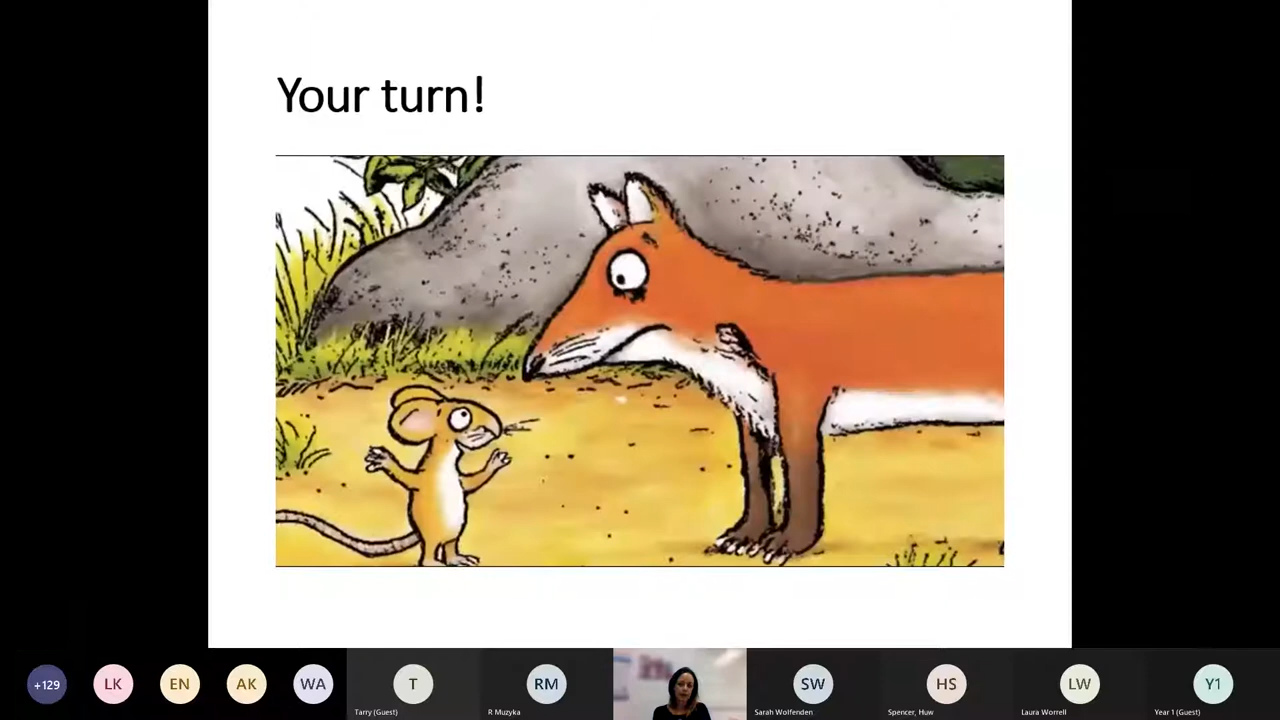 Your turn!
+129
LK
EN
AK
WA
T
RM
SW
HS
LW
Y1
Tarry (Guest)
R Muzyka
Sarah Wolfenden
Spencer, Huw
Laura Worrell
Year 1 (Guest)